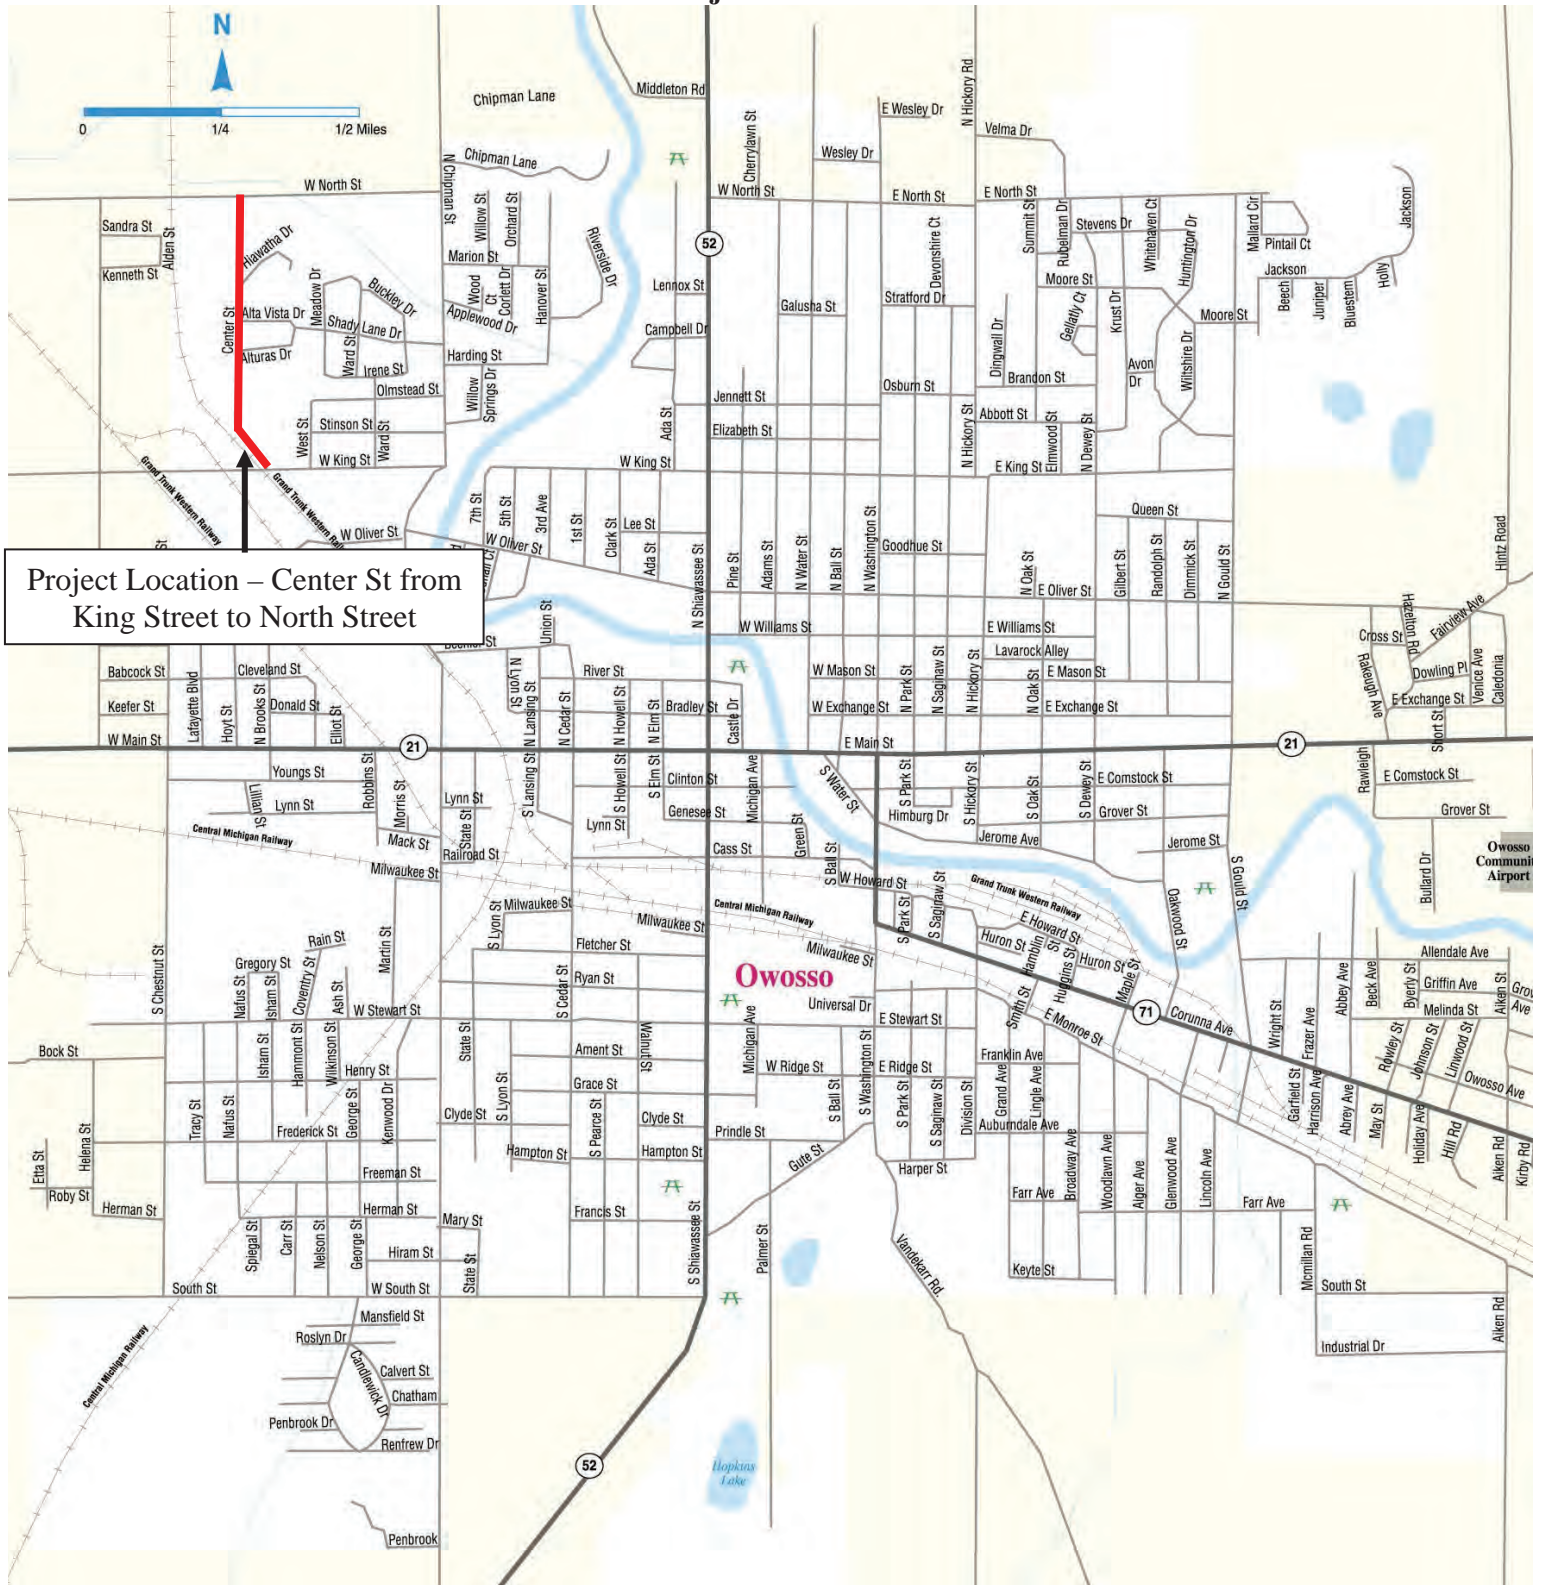 N
0
1/4
1/2 Miles
Chipman Lane
Middleton Rd
Cherrylawn St
E Wesley Dr
N Hickory Rd
Velma Dr
Wesley Dr
Chipman Lane
N Chipman St
W North St
W North St
E North St
E North St
Sandra St
Alden St
Kenneth St
Hiawatha Dr
Willow St
Orchard St
Riverside Dr
52
Devonshire Ct
Summit St
Rubelman Dr
Stevens Dr
Whitehaven Ct
Huntington Dr
Mallard Cir
Pintail Ct
Jackson
Jackson
Marion St
Wood
Ct
Corlett Dr
Hanover St
Lennox St
Meadow Dr
Buckley Dr
Applewood Dr
Galusha St
Stratford Dr
Moore St
Gellatly Ct
Krust Dr
Moore St
Beech
Juniper
Bluestem
Holly
Center St
Alta Vista Dr
Shady Lane Dr
Alturas Dr
Ward St
Irene St
Campbell Dr
Harding St
Dingwall Dr
Avon
Dr
Wiltshire Dr
Olmstead St
Willow
Springs Dr
Jennett St
Osburn St
Brandon St
Abbott St
West St
Stinson St
Ward St
Ada St
Elizabeth St
N Hickory St
Elmwood St
N Dewey St
W King St
W King St
E King St
Grand Trunk Western Railway
Grand Trunk Western Rail
7th St
5th St
3rd Ave
1st St
Clark St
Lee St
Ada St
W Oliver St
W Oliver St
N Shiawassee St
Pine St
Adams St
N Water St
N Ball St
N Washington St
Goodhue St
N Oak St
E Oliver St
Queen St
Gilbert St
Randolph St
Dimmick St
N Gould St
Hintz Road
St
Project Location – Center St from
King Street to North Street
Union St
W Williams St
E Williams St
Lavarock Alley
Cross St
Hazelton Rd
Fairview Ave
Babcock St
Cleveland St
N Lyon St
River St
W Mason St
E Mason St
Rakeugh Ave
Dowling Pl
Venice Ave
Caledonia
Keefer St
Lafayette Blvd
Hoyt St
N Brooks St
Donald St
Elliot St
N Lansing St
N Cedar St
N Howell St
N Elm St
Bradley St
Castle Dr
W Exchange St
N Park St
N Saginaw St
N Hickory St
N Oak St
E Exchange St
E Exchange St
Short St
W Main St
21
E Main St
21
Youngs St
Lillian St
Lynn St
Robbins St
Morris St
Mack St
Lynn St
State St
Railroad St
S Lansing St
S Howell St
S Elm St
Clinton St
Genesee St
Lynn St
Michigan Ave
Green St
S Water St
S Park St
Himburg Dr
S Hickory St
S Oak St
S Dewey St
E Comstock St
Grover St
Jerome Ave
Jerome St
Rawleigh
E Comstock St
Grover St
Central Michigan Railway
Cass St
S Ball St
W Howard St
Grand Trunk Western Railway
S Gould St
Oakwood St
Bullard Dr
Owosso
Communit
Airport
Milwaukee St
Milwaukee St
S Lyon St
Milwaukee St
Central Michigan Railway
Milwaukee St
S Park St
S Saginaw St
E Howard St
Huron St
Hamblin
St
Huggins St
Huron St
Maple St
S Chestnut St
Martin St
Rain St
Gregory St
Coventry St
Nafus St
Isham St
Ash St
W Stewart St
Fletcher St
Ryan St
S Cedar St
Owosso
Universal Dr
E Stewart St
Smith St
E Monroe St
71
Corunna Ave
Allendale Ave
Abbey Ave
Beck Ave
Byerly St
Griffin Ave
Melinda St
Aiken St
Grov
Ave
Wright St
Frazer Ave
Bock St
Isham St
Hammont St
Wilkinson St
Henry St
State St
Ament St
Walnut St
Michigan Ave
W Ridge St
S Washington St
E Ridge St
Franklin Ave
Rowley St
Johnson St
Linwood St
Owosso Ave
Tracy St
Nafus St
George St
Kenwood Dr
Frederick St
Clyde St
S Lyon St
Grace St
S Pearce St
Clyde St
Prindle St
S Ball St
S Park St
S Saginaw St
Division St
Grand Ave
Lingle Ave
Auburndale Ave
Garfield St
Harrison Ave
Abrey Ave
May St
Holiday Ave
Hill Rd
Aiken Rd
Kirby Rd
Etta St
Helena St
Roby St
Herman St
Freeman St
Hampton St
Hampton St
Gute St
Harper St
Farr Ave
Broadway Ave
Woodlawn Ave
Alger Ave
Glenwood Ave
Lincoln Ave
Farr Ave
Herman St
Spiegal St
Carr St
Nelson St
George St
Hiram St
Mary St
State St
Francis St
S Shiawassee St
Palmer St
Vandekarr Rd.
Keyte St
Mcmillan Rd
South St
W South St
South St
Mansfield St
Roslyn Dr
Candlewick Dr
Calvert St
Chatham
Penbrook Dr
Renfrew Dr
Central Michigan Railway
Industrial Dr
Aiken Rd
52
Hopkins
Lake
Penbrook